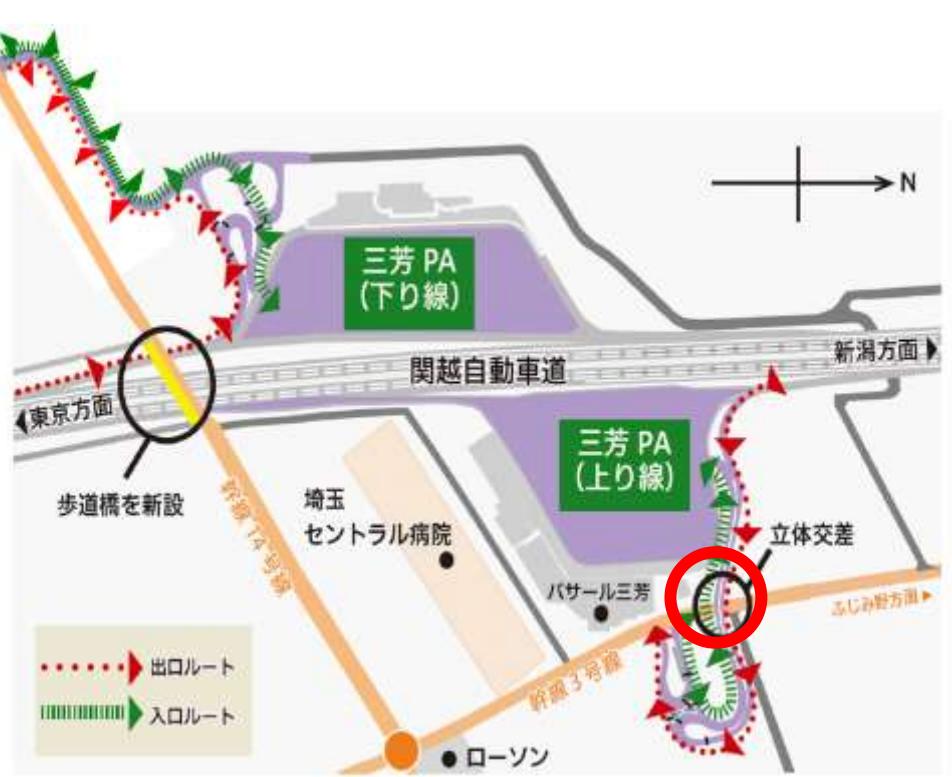 N
三芳 PA
(下り線)
関越自動車道
新潟方面
東京方面
三芳 PA
(上り線)
歩道橋を新設
埼玉
セントラル病院
立体交差
幹線 14 号線
パサール三芳
ふじみ野方面
幹線 3 号線
出口ルート
入口ルート
ローソン